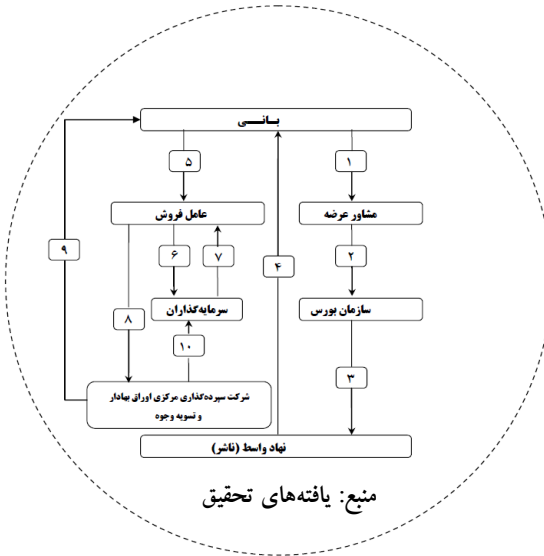 بـــانـــــی
۵
۱
عامل فروش
مشاور عرضه
۹
۶
۷
۴
۲
سرمایه‌گذاران
سازمان بورس
۸
۱۰
۳
شرکت سپرده‌گذاری مرکزی اوراق بهادار
و تسویه وجوه
نهاد واسط (ناشر)
منبع: یافته‌های تحقیق